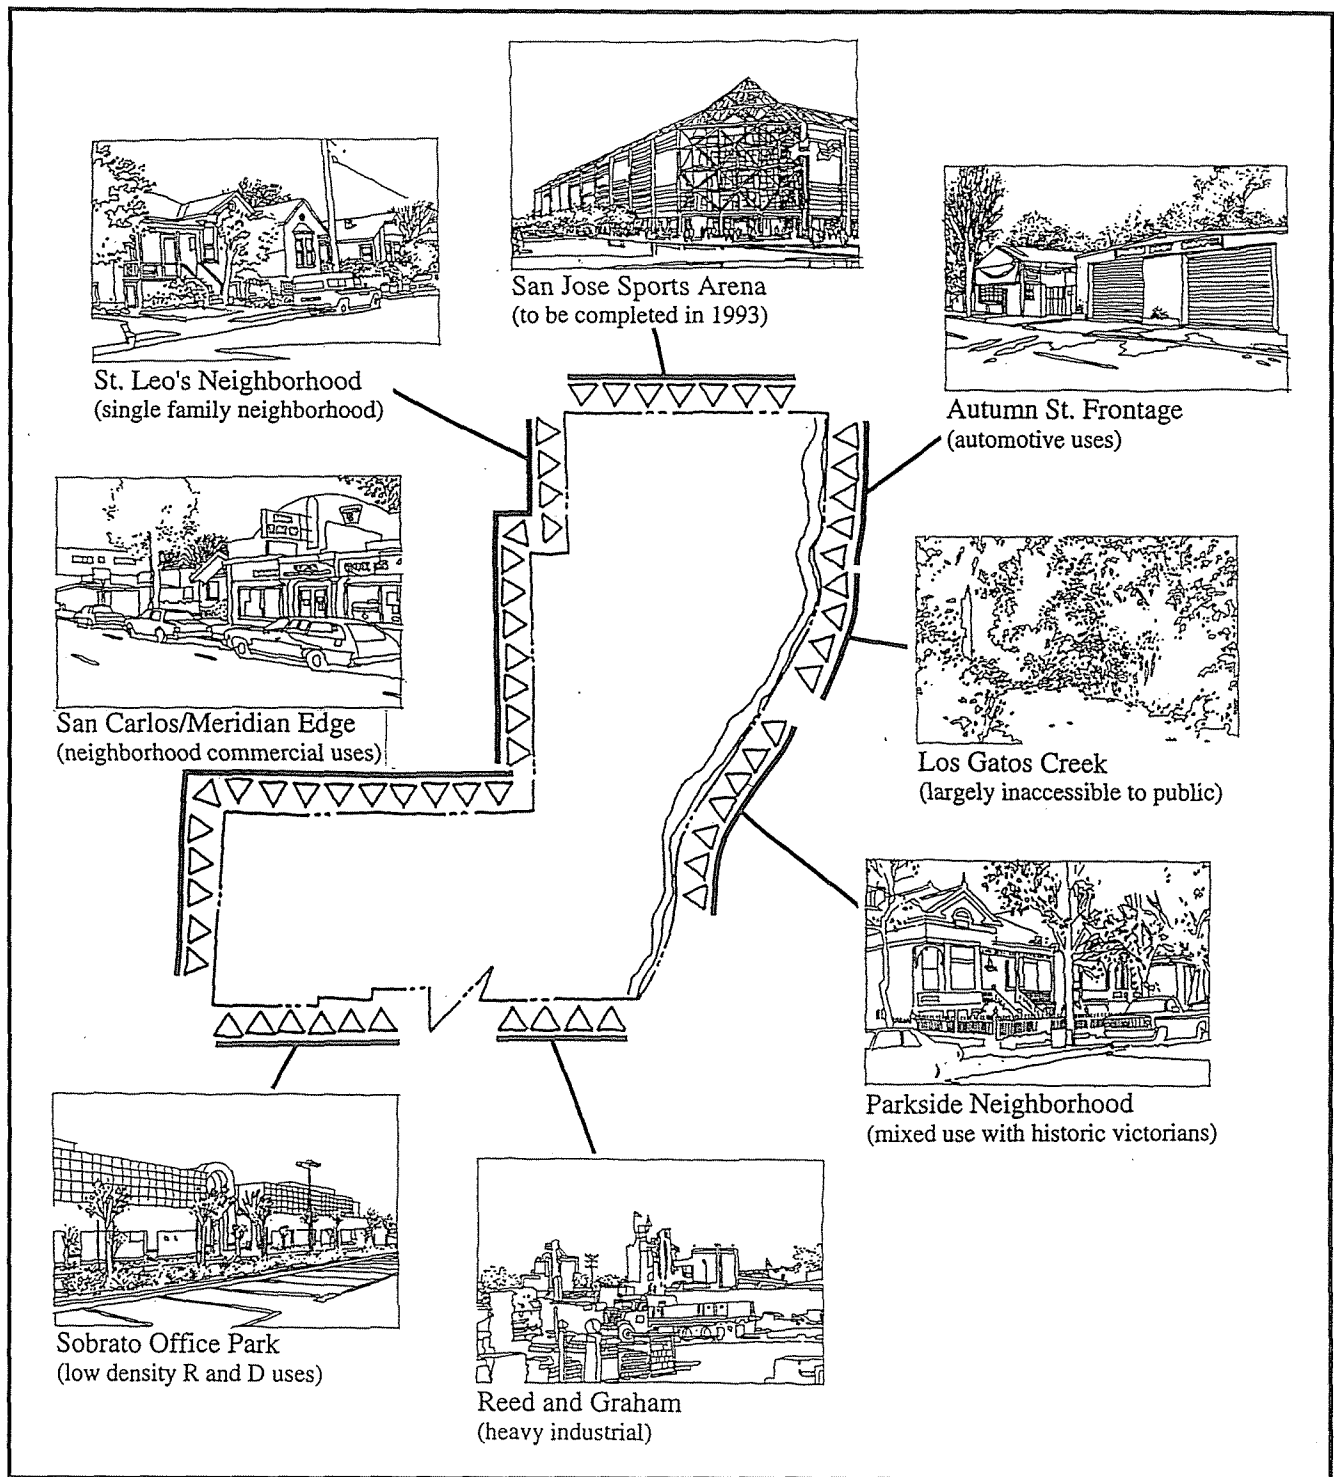 San Jose Sports Arena
(to be completed in 1993)
St. Leo's Neighborhood
(single family neighborhood)
Autumn St. Frontage
(automotive uses)
San Carlos/Meridian Edge
(neighborhood commercial uses)
Los Gatos Creek
(largely inaccessible to public)
Parkside Neighborhood
(mixed use with historic victorians)
Sobrato Office Park
(low density R and D uses)
Reed and Graham
(heavy industrial)